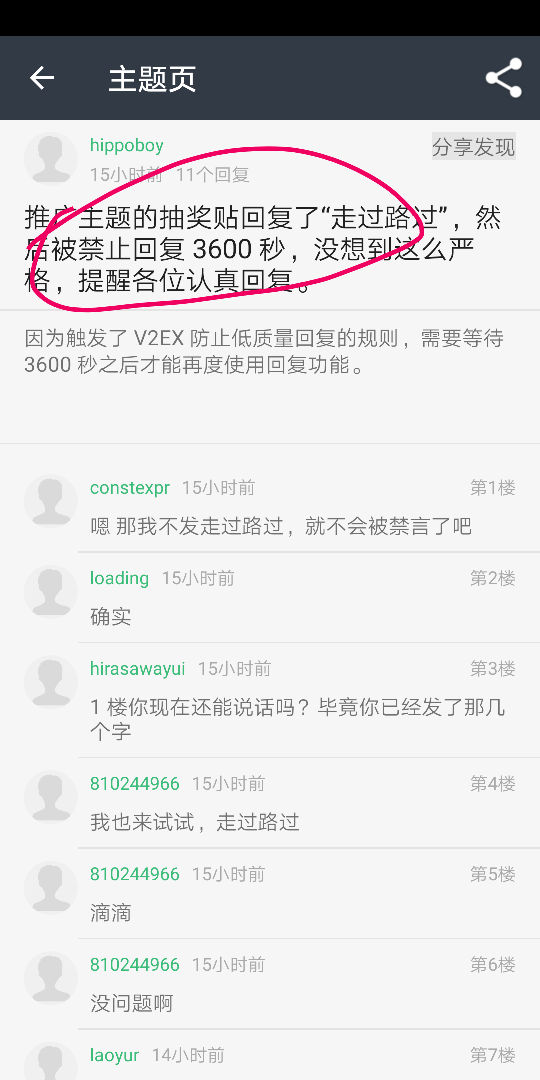 主题页
hippoboy
分享发现
15小时前 11个回复
推广主题的抽奖贴回复了“走过路过”，然
后被禁止回复 3600 秒，没想到这么严
格，提醒各位认真回复。
因为触发了 V2EX 防止低质量回复的规则，需要等待
3600 秒之后才能再度使用回复功能。
constexpr 15小时前 第1楼
嗯 那我不发走过路过，就不会被禁言了吧
loading 15小时前 第2楼
确实
hirasawayui 15小时前 第3楼
1 楼你现在还能说话吗？毕竟你已经发了那几
个字
810244966 15小时前 第4楼
我也来试试，走过路过
810244966 15小时前 第5楼
滴滴
810244966 15小时前 第6楼
没问题啊
laoyur 14小时前 第7楼